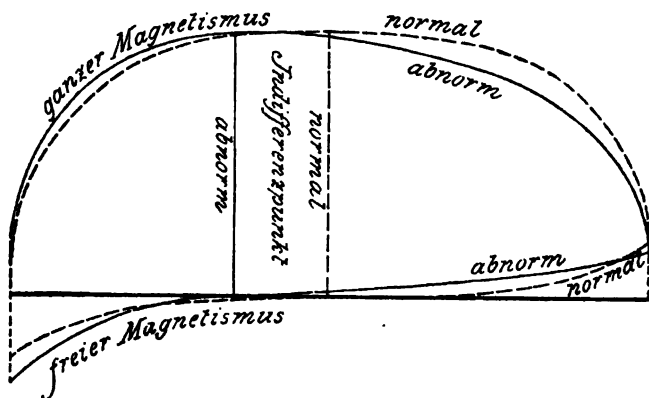 ganzer Magnetismus
normal
abnorm
abnorm
Indifferenzpunkt
normal
abnorm
normal
freier Magnetismus